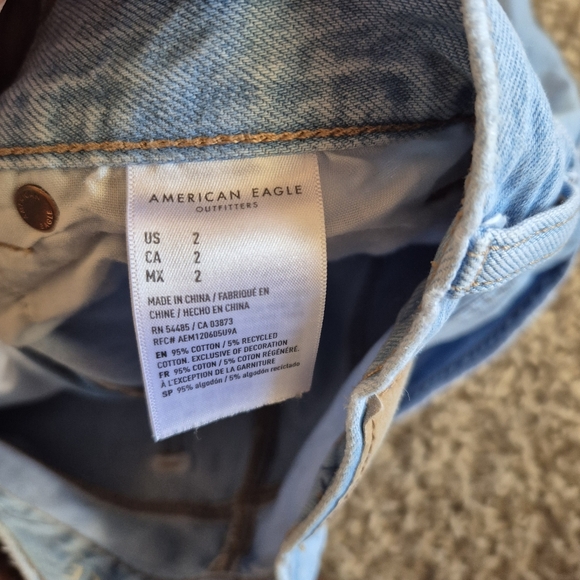 AMERICAN EAGLE
OUTFITTERS
US 2
CA 2
MX 2
MADE IN CHINA / FABRIQUÉ EN
CHINE / HECHO EN CHINA
RN 54485 / CA 03873
RFC# AEM120605U9A
EN 95% COTTON / 5% RECYCLED
COTTON. EXCLUSIVE OF DECORATION
FR 95% COTON / 5% COTON RÉGÉNÉRÉ.
À L'EXCEPTION DE LA GARNITURE
SP 95% algodón / 5% algodón reciclado